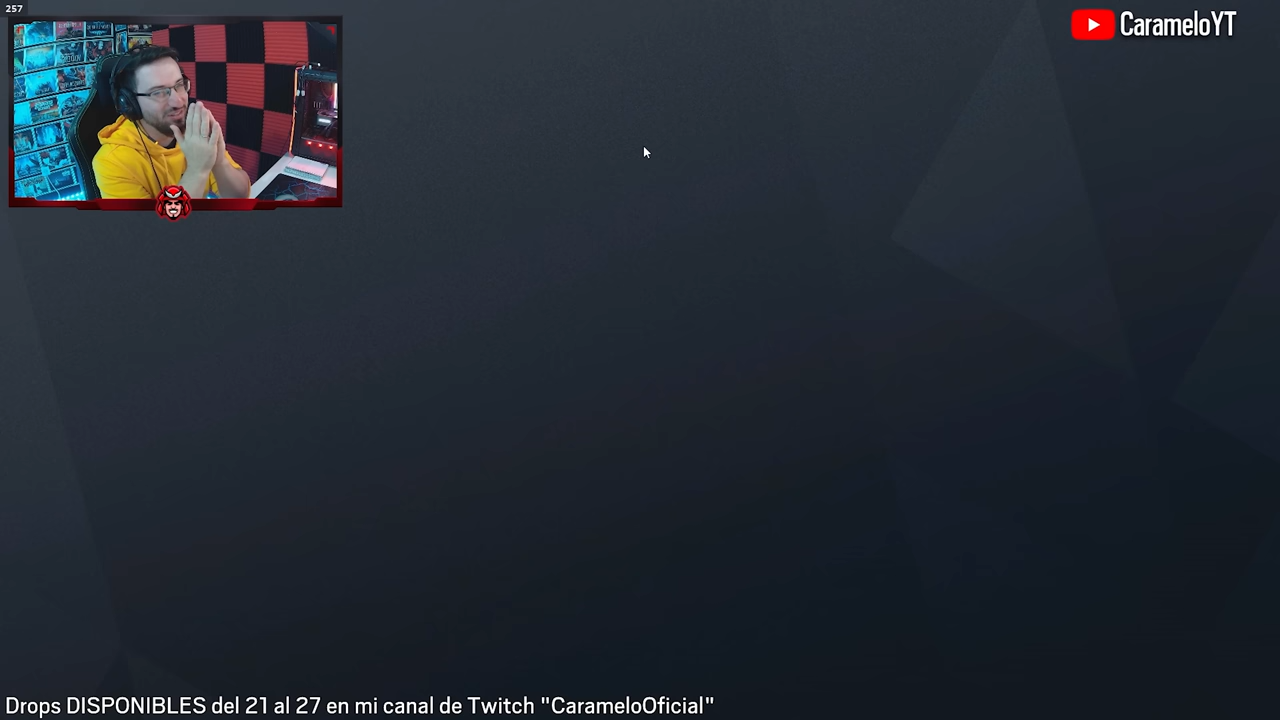 257
CarameloYT
Drops DISPONIBLES del 21 al 27 en mi canal de Twitch "CarameloOficial"